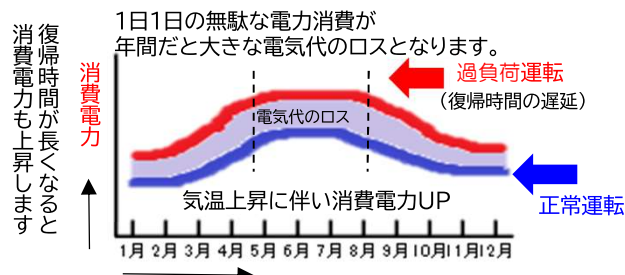 1日1日の無駄な電力消費が
年間だと大きな電気代のロスとなります。
復帰時間が長くなると
消費電力も上昇します
消費電力
過負荷運転
（復帰時間の遅延）
電気代のロス
気温上昇に伴い消費電力UP
正常運転
1月 2月 3月 4月 5月 6月 7月 8月 9月 10月 11月 12月